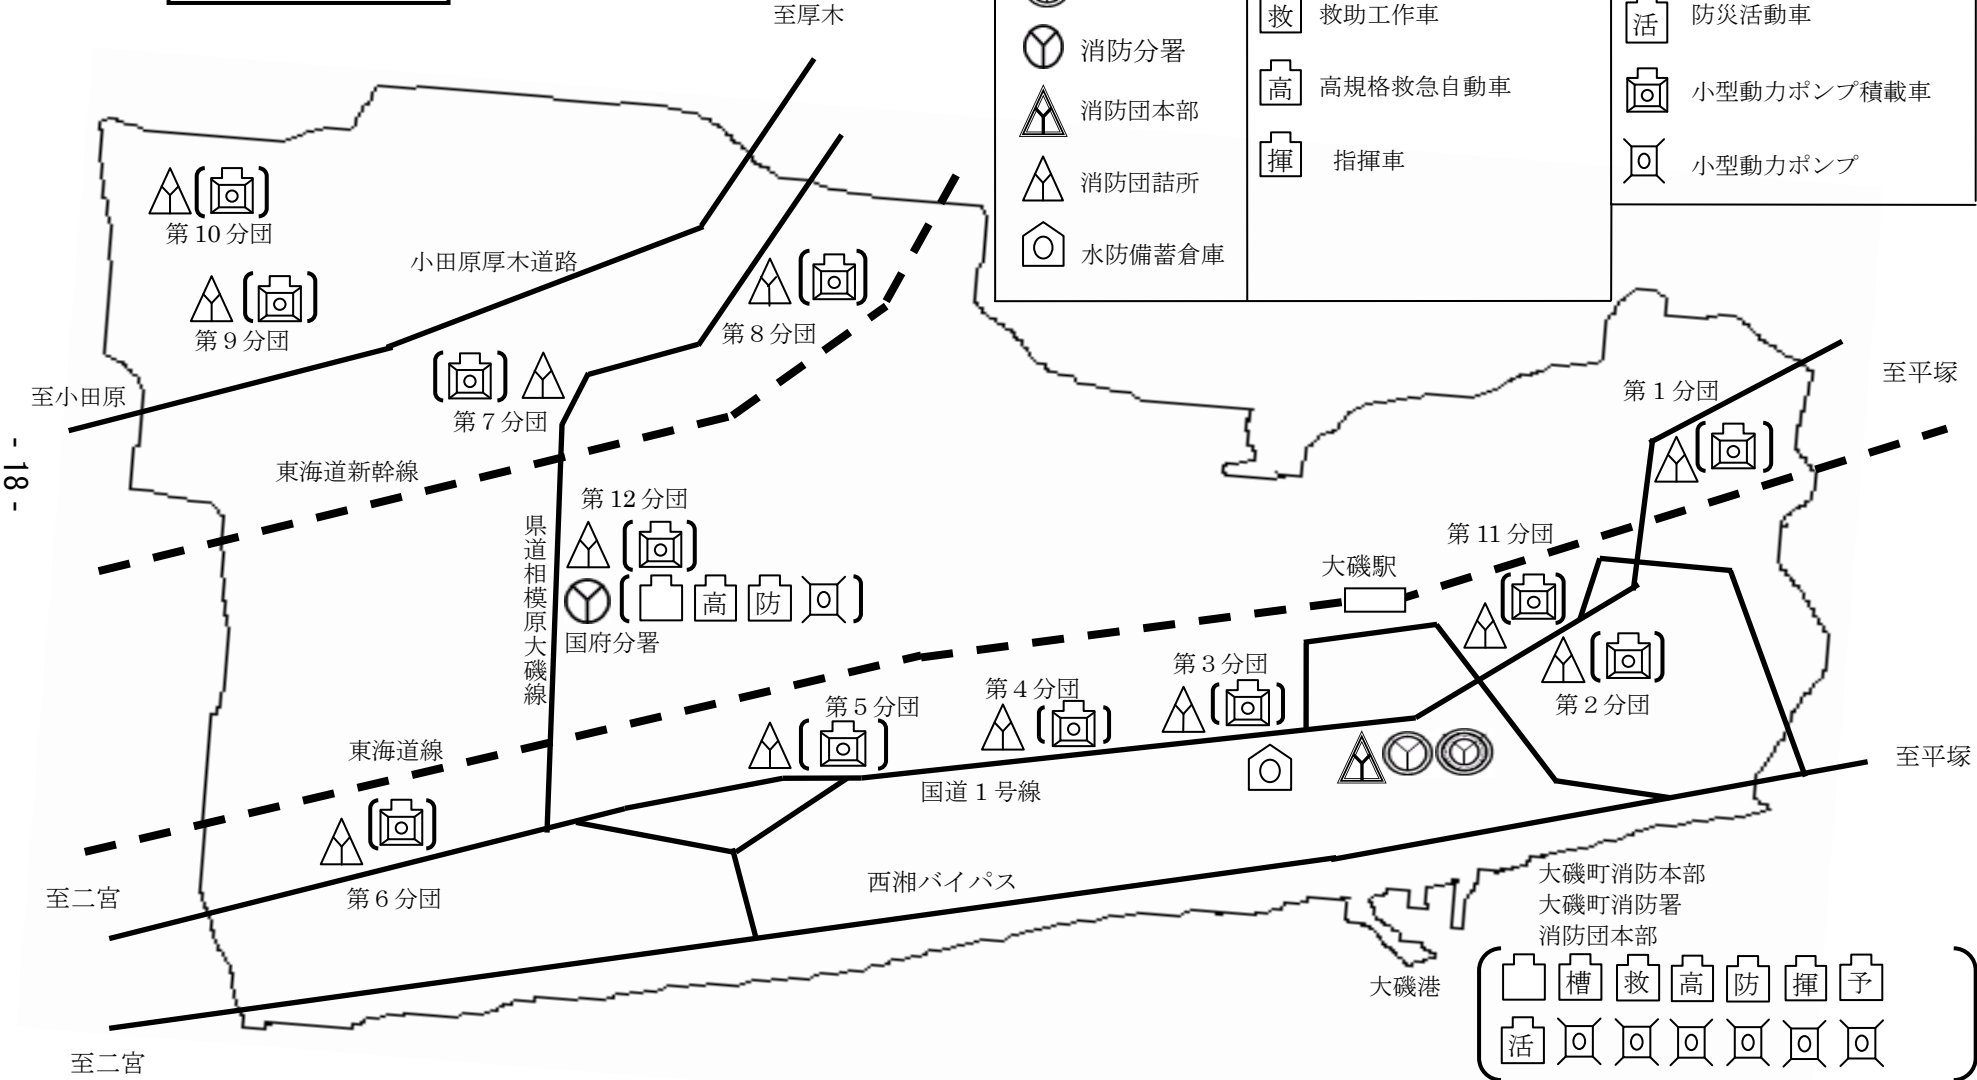 至厚木
救
救助工作車
活
防災活動車
消防分署
高
高規格救急自動車
小型動力ポンプ積載車
消防団本部
揮
指揮車
小型動力ポンプ
消防団詰所
水防備蓄倉庫
第10分団
小田原厚木道路
第9分団
第8分団
至小田原
第7分団
第1分団
至平塚
東海道新幹線
- 18 -
第12分団
県道相模原大磯線
高
防
国府分署
第11分団
大磯駅
第3分団
第4分団
第5分団
第2分団
東海道線
国道1号線
至平塚
第6分団
至二宮
西湘バイパス
大磯町消防本部
大磯町消防署
消防団本部
大磯港
槽
救
高
防
揮
予
活
至二宮